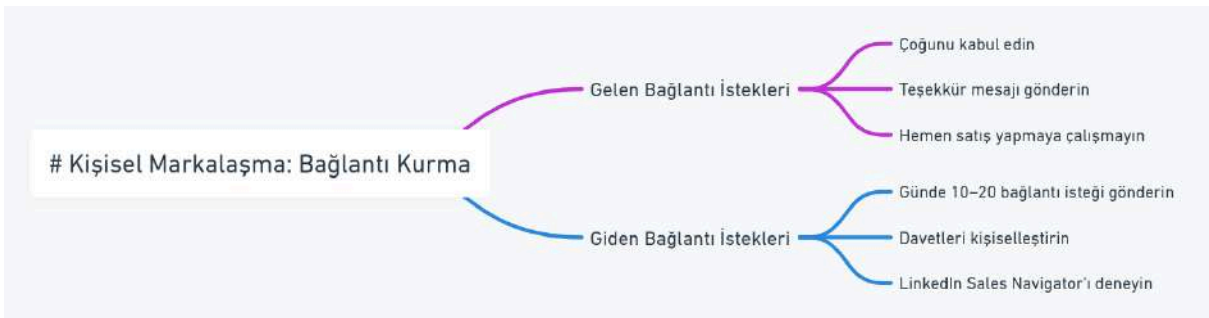 # Kişisel Markalaşma: Bağlantı Kurma
Gelen Bağlantı İstekleri
Çoğunu kabul edin
Teşekkür mesajı gönderin
Hemen satış yapmaya çalışmayın
Giden Bağlantı İstekleri
Günde 10–20 bağlantı isteği gönderin
Davetleri kişiselleştirin
LinkedIn Sales Navigator'ı deneyin